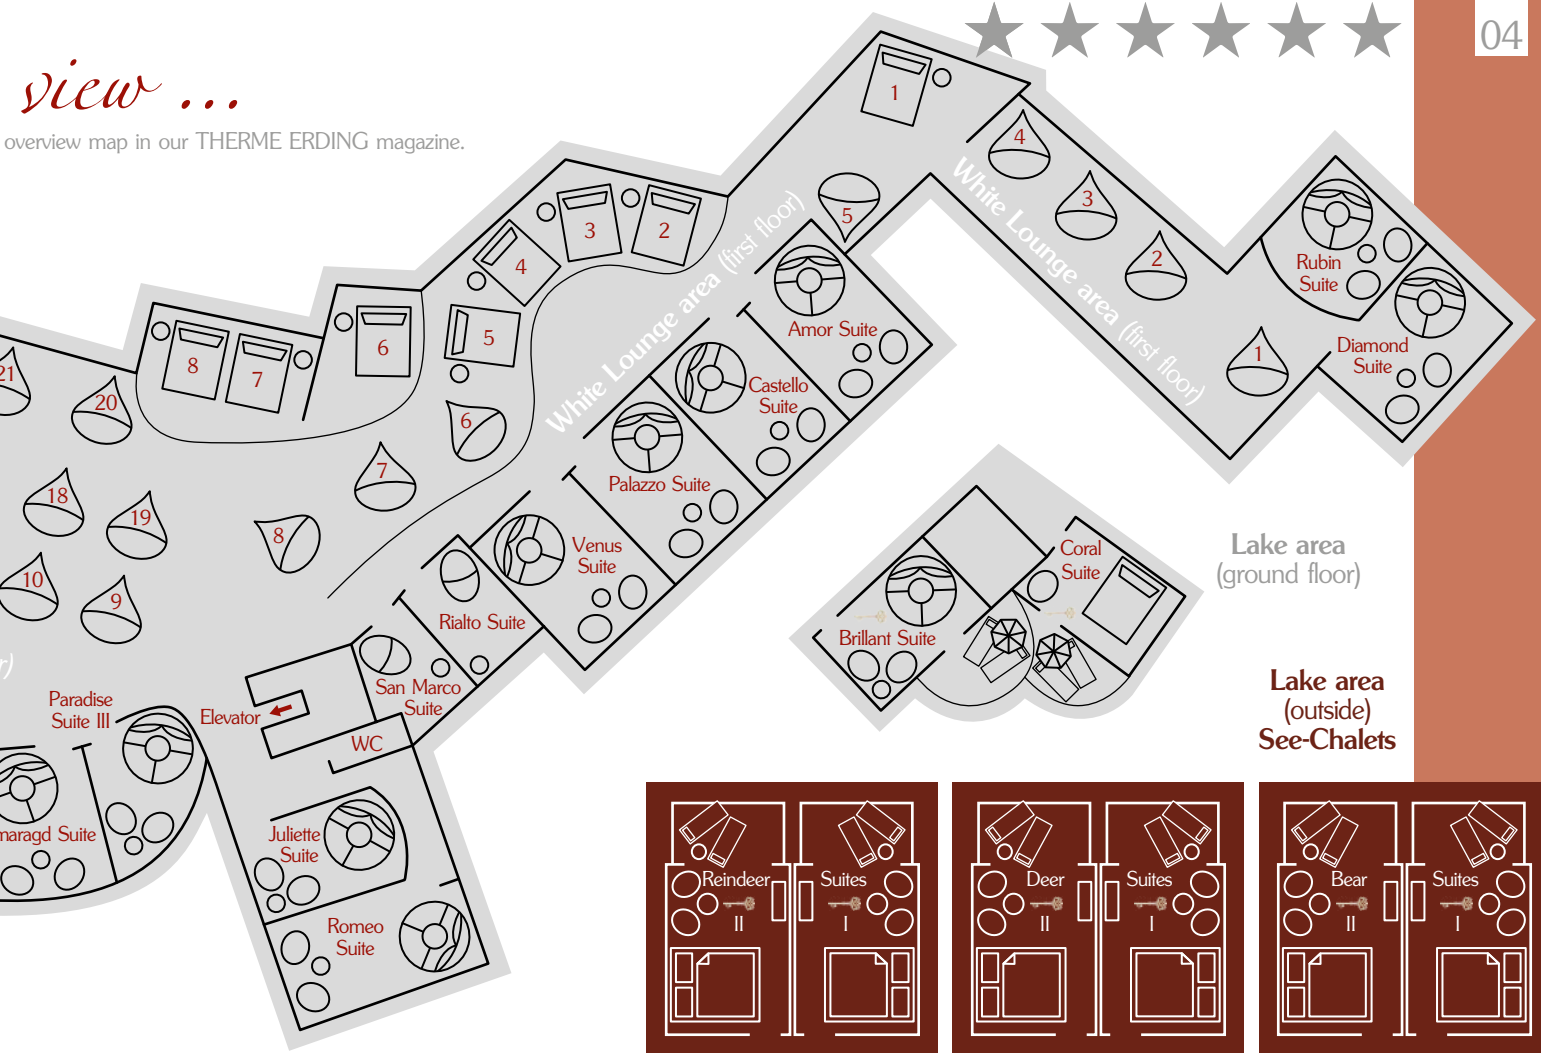 04
view ...
overview map in our THERME ERDING magazine.
1
4
3
2
5
3
2
4
White Lounge area (first floor)
White Lounge area (first floor)
Rubin
Suite
Amor Suite
Diamond
Suite
1
8
7
6
5
21
20
6
7
Castello
Suite
Palazzo Suite
18
19
8
Venus
Suite
10
9
Rialto Suite
Coral
Suite
Brillant Suite
Lake area
(ground floor)
San Marco
Suite
Paradise
Suite III
Elevator
WC
Lake area
(outside)
See-Chalets
maragd Suite
Juliette
Suite
Romeo
Suite
Reindeer Suites
II I
Deer Suites
II I
Bear Suites
II I